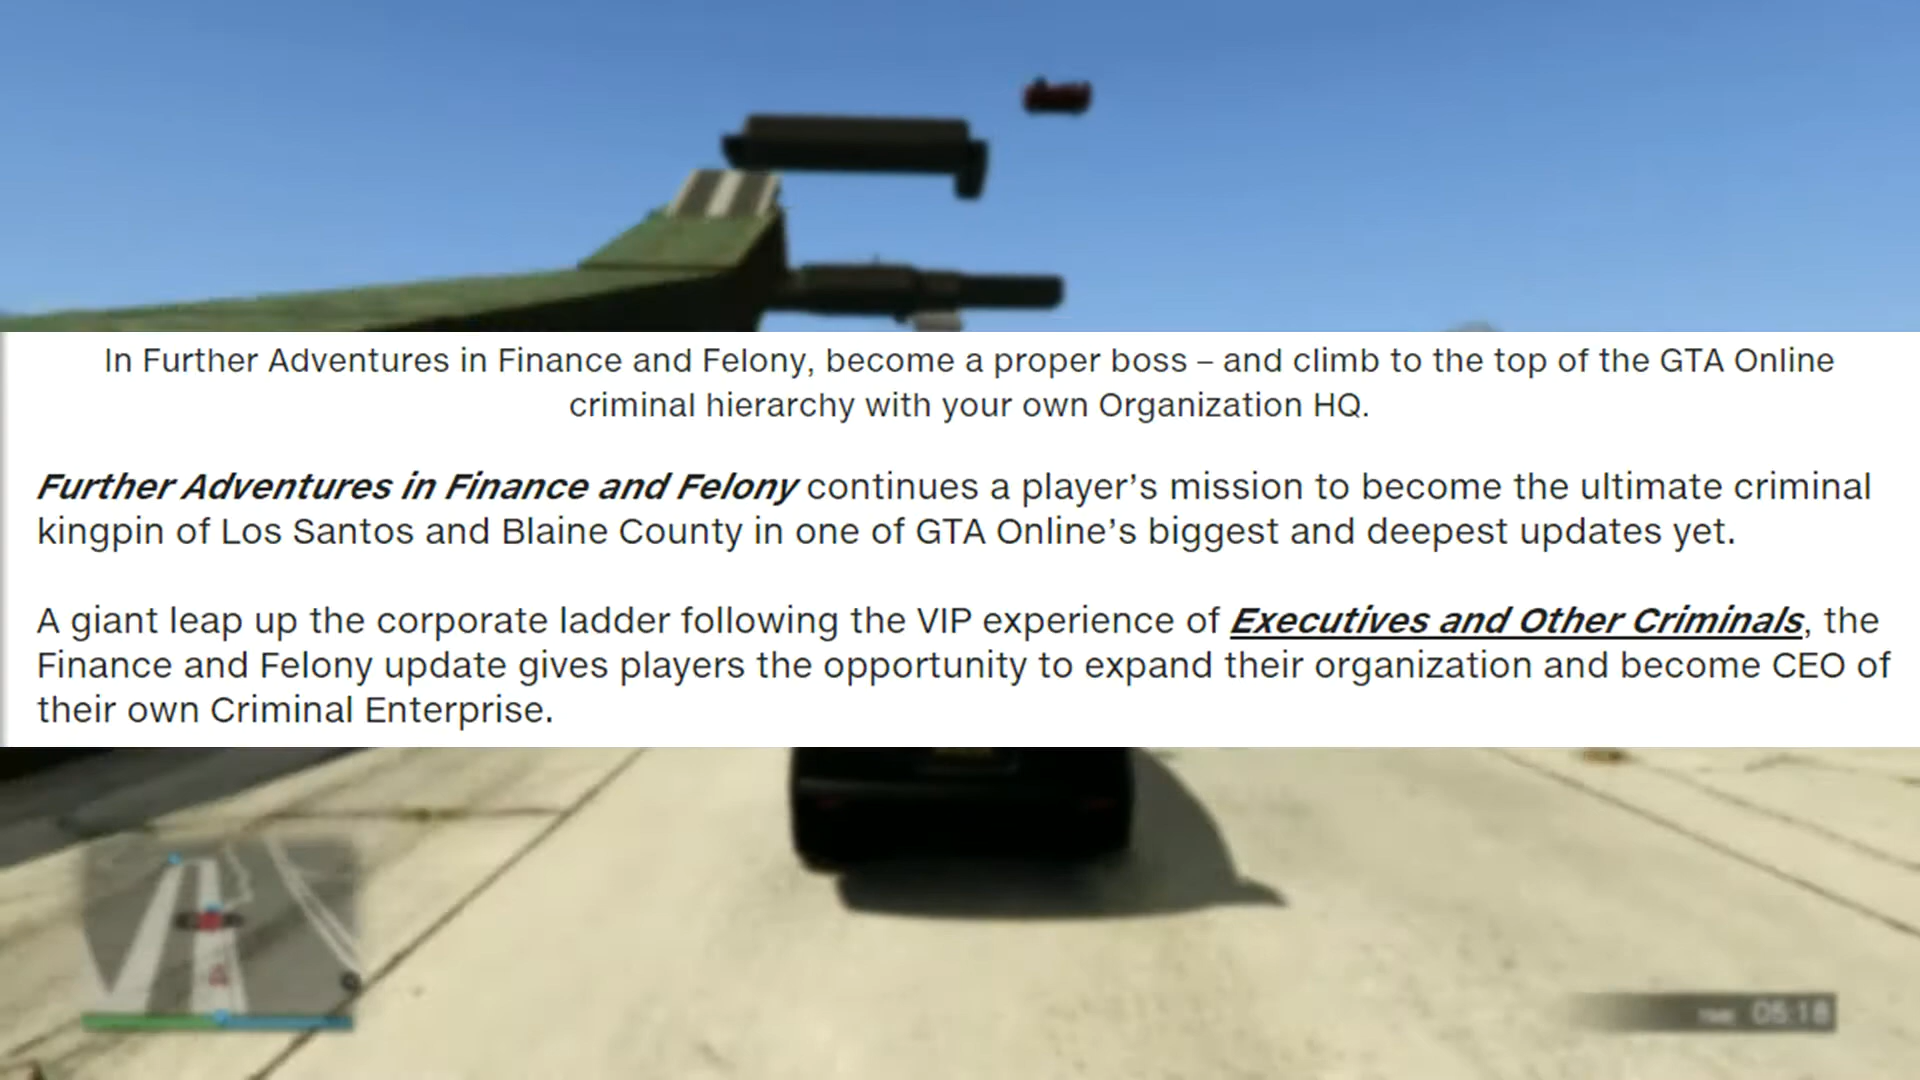 In Further Adventures in Finance and Felony, become a proper boss – and climb to the top of the GTA Online
criminal hierarchy with your own Organization HQ.
Further Adventures in Finance and Felony continues a player’s mission to become the ultimate criminal
kingpin of Los Santos and Blaine County in one of GTA Online’s biggest and deepest updates yet.
A giant leap up the corporate ladder following the VIP experience of Executives and Other Criminals, the
Finance and Felony update gives players the opportunity to expand their organization and become CEO of
their own Criminal Enterprise.
TIME 05:18